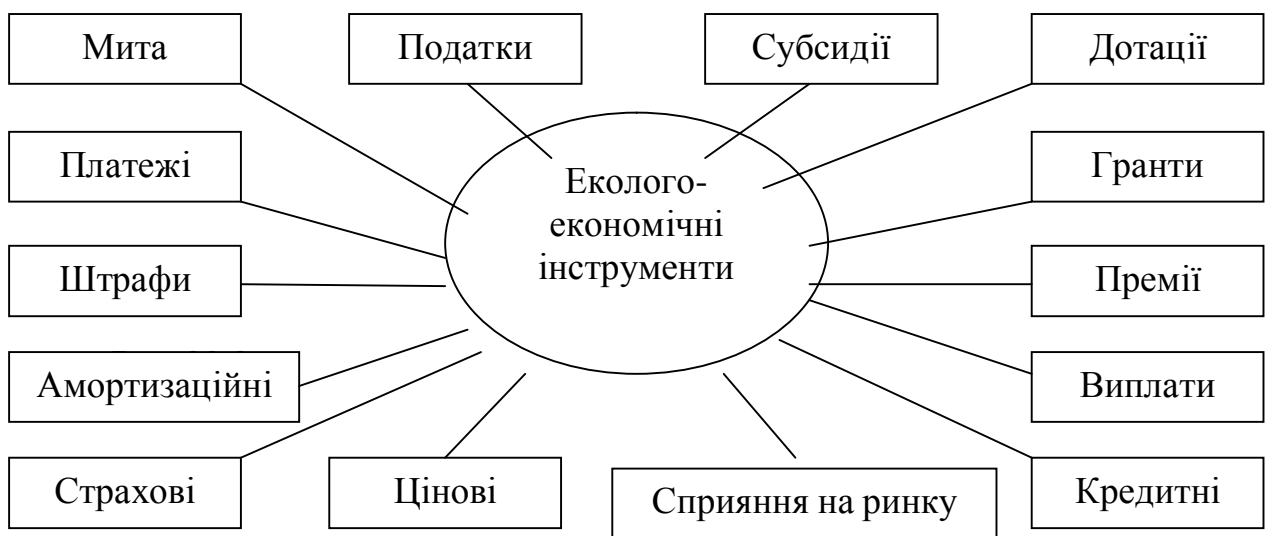 Мита
Податки
Субсидії
Дотації
Платежі
Гранти
Еколого-
економічні
інструменти
Штрафи
Премії
Амортизаційні
Виплати
Страхові
Цінові
Сприяння на ринку
Кредитні